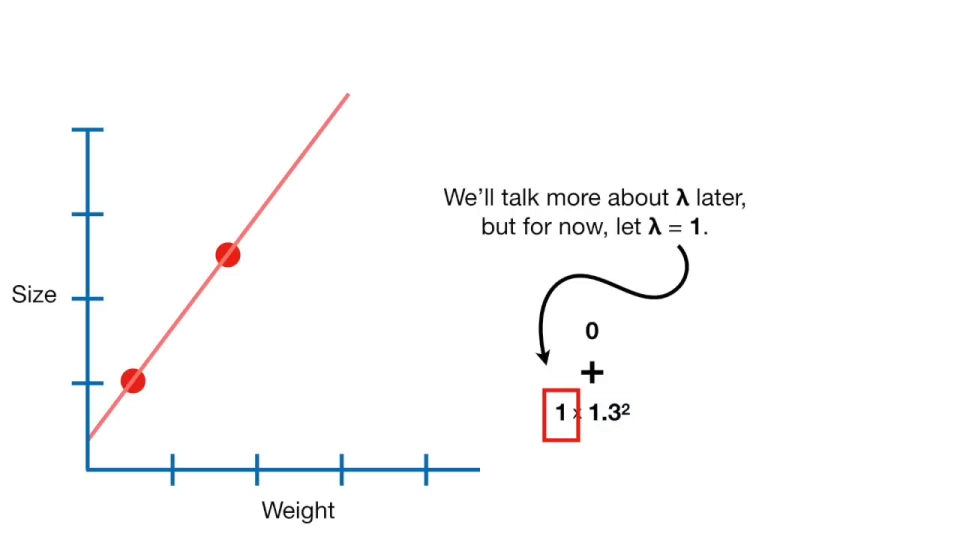 We'll talk more about λ later,
but for now, let λ = 1.
Size
0
+
1 × 1.3²
Weight